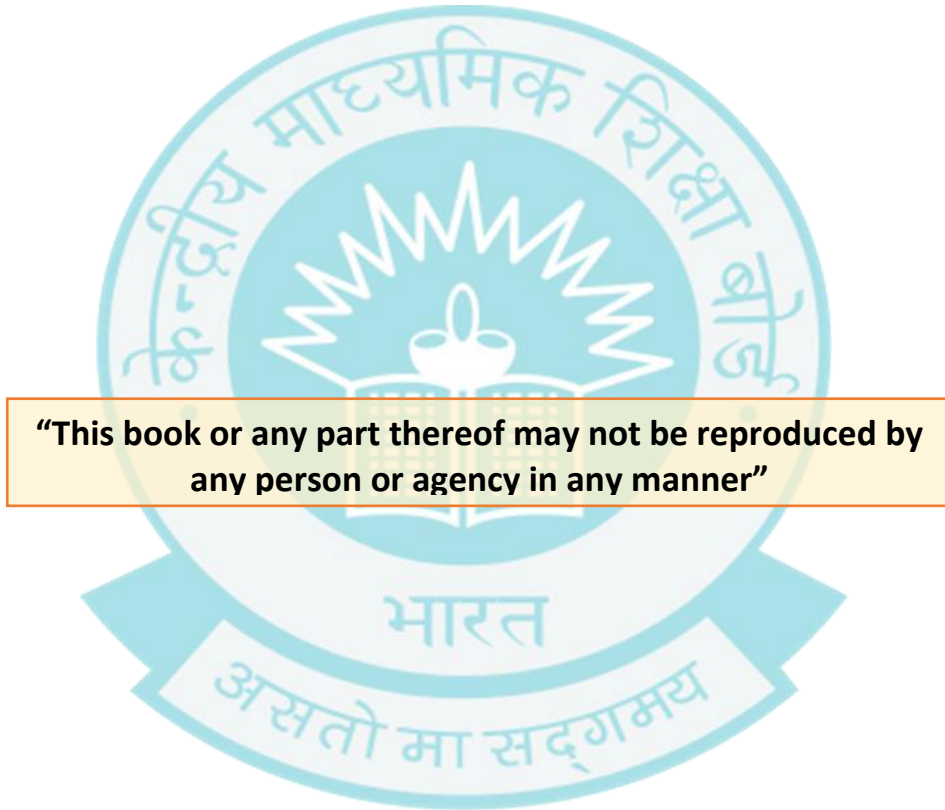 केन्द्रीय माध्यमिक शिक्षा बोर्ड
“This book or any part thereof may not be reproduced by
any person or agency in any manner”
भारत
असतो मा सद्गमय